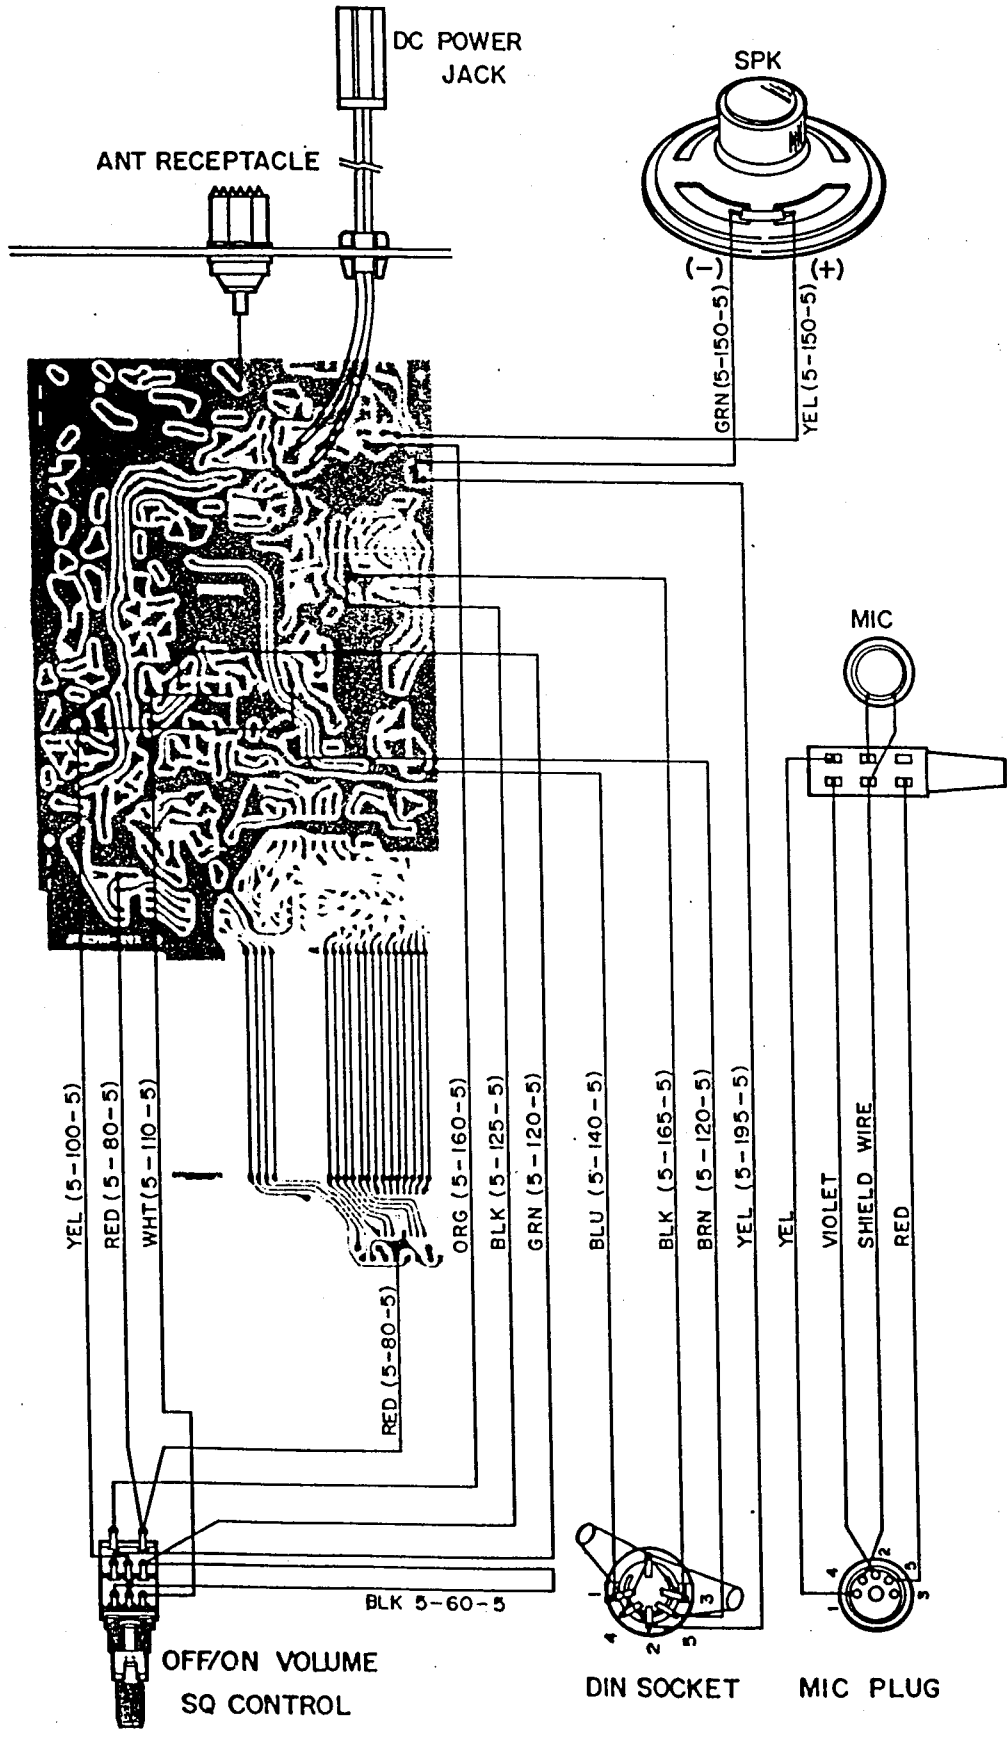 DC POWER
JACK
SPK
ANT RECEPTACLE
(-)
(+)
GRN (5-150-5)
YEL (5-150-5)
MIC
YEL (5-100-5)
RED (5-80-5)
WHT (5-110-5)
ORG (5-160-5)
BLK (5-125-5)
GRN (5-120-5)
BLU (5-140-5)
BLK (5-165-5)
BRN (5-120-5)
YEL (5-195-5)
YEL
VIOLET
SHIELD WIRE
RED
RED (5-80-5)
BLK 5-60-5
1
4
2
5
3
4
1
2
5
3
OFF/ON VOLUME
SQ CONTROL
DIN SOCKET
MIC PLUG